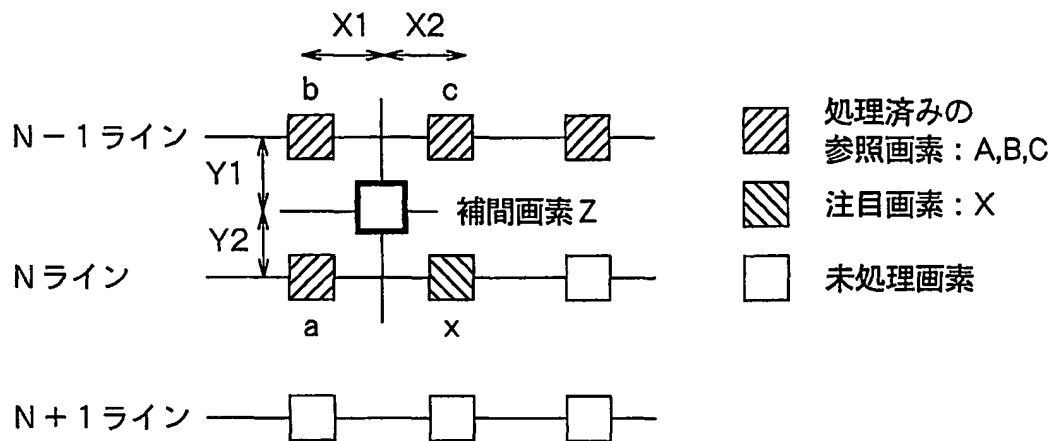 X1 X2
b c
N−1ライン
Y1
補間画素Z
Y2
Nライン
a x
N+1ライン
処理済みの
参照画素：A,B,C
注目画素：X
未処理画素